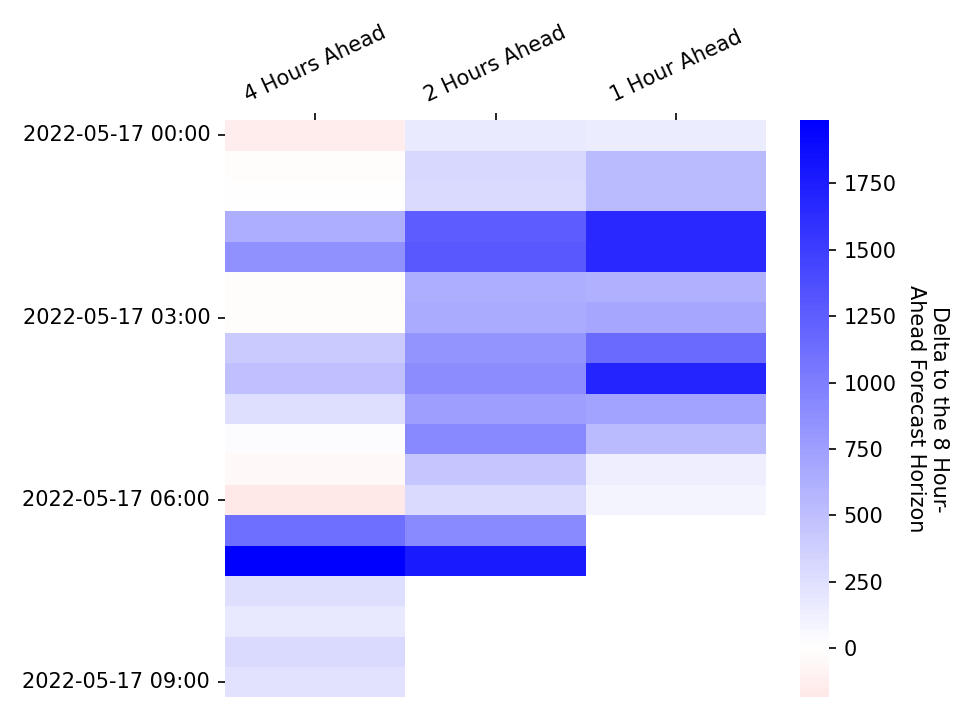 4 Hours Ahead
2 Hours Ahead
1 Hour Ahead
2022-05-17 00:00
2022-05-17 03:00
2022-05-17 06:00
2022-05-17 09:00
1750
1500
1250
1000
750
500
250
0
Delta to the 8 Hour-
Ahead Forecast Horizon